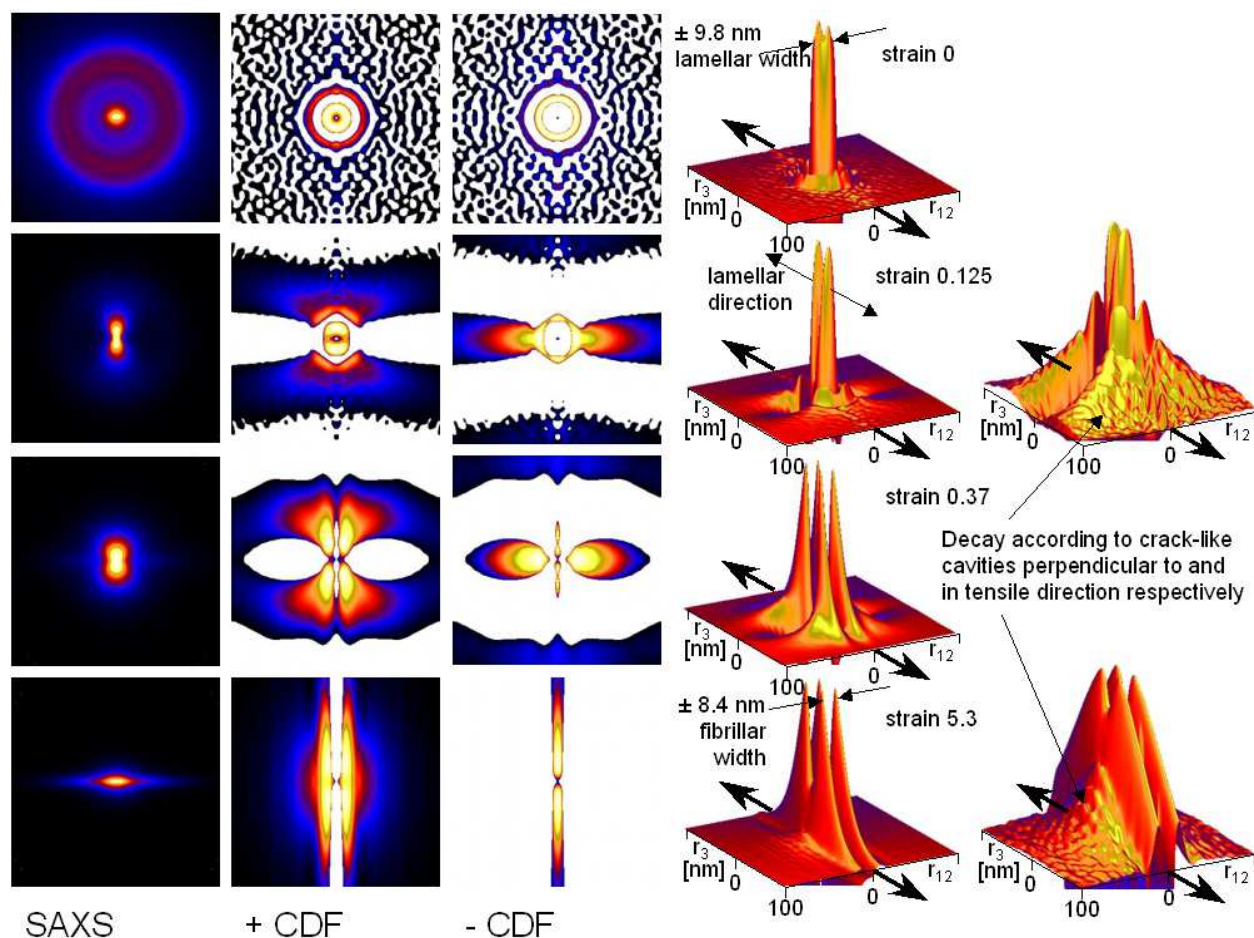 ± 9.8 nm
lamellar width
strain 0
r3
[nm]
0
100
0
r12
lamellar
direction
strain 0.125
r3
[nm]
0
100
0
r12
r3
[nm]
0
100
0
r12
strain 0.37
Decay according to crack-like
cavities perpendicular to and
in tensile direction respectively
r3
[nm]
0
100
0
r12
± 8.4 nm
fibrillar
width
strain 5.3
r3
[nm]
0
100
0
r12
r3
[nm]
0
100
0
r12
SAXS
+ CDF
- CDF